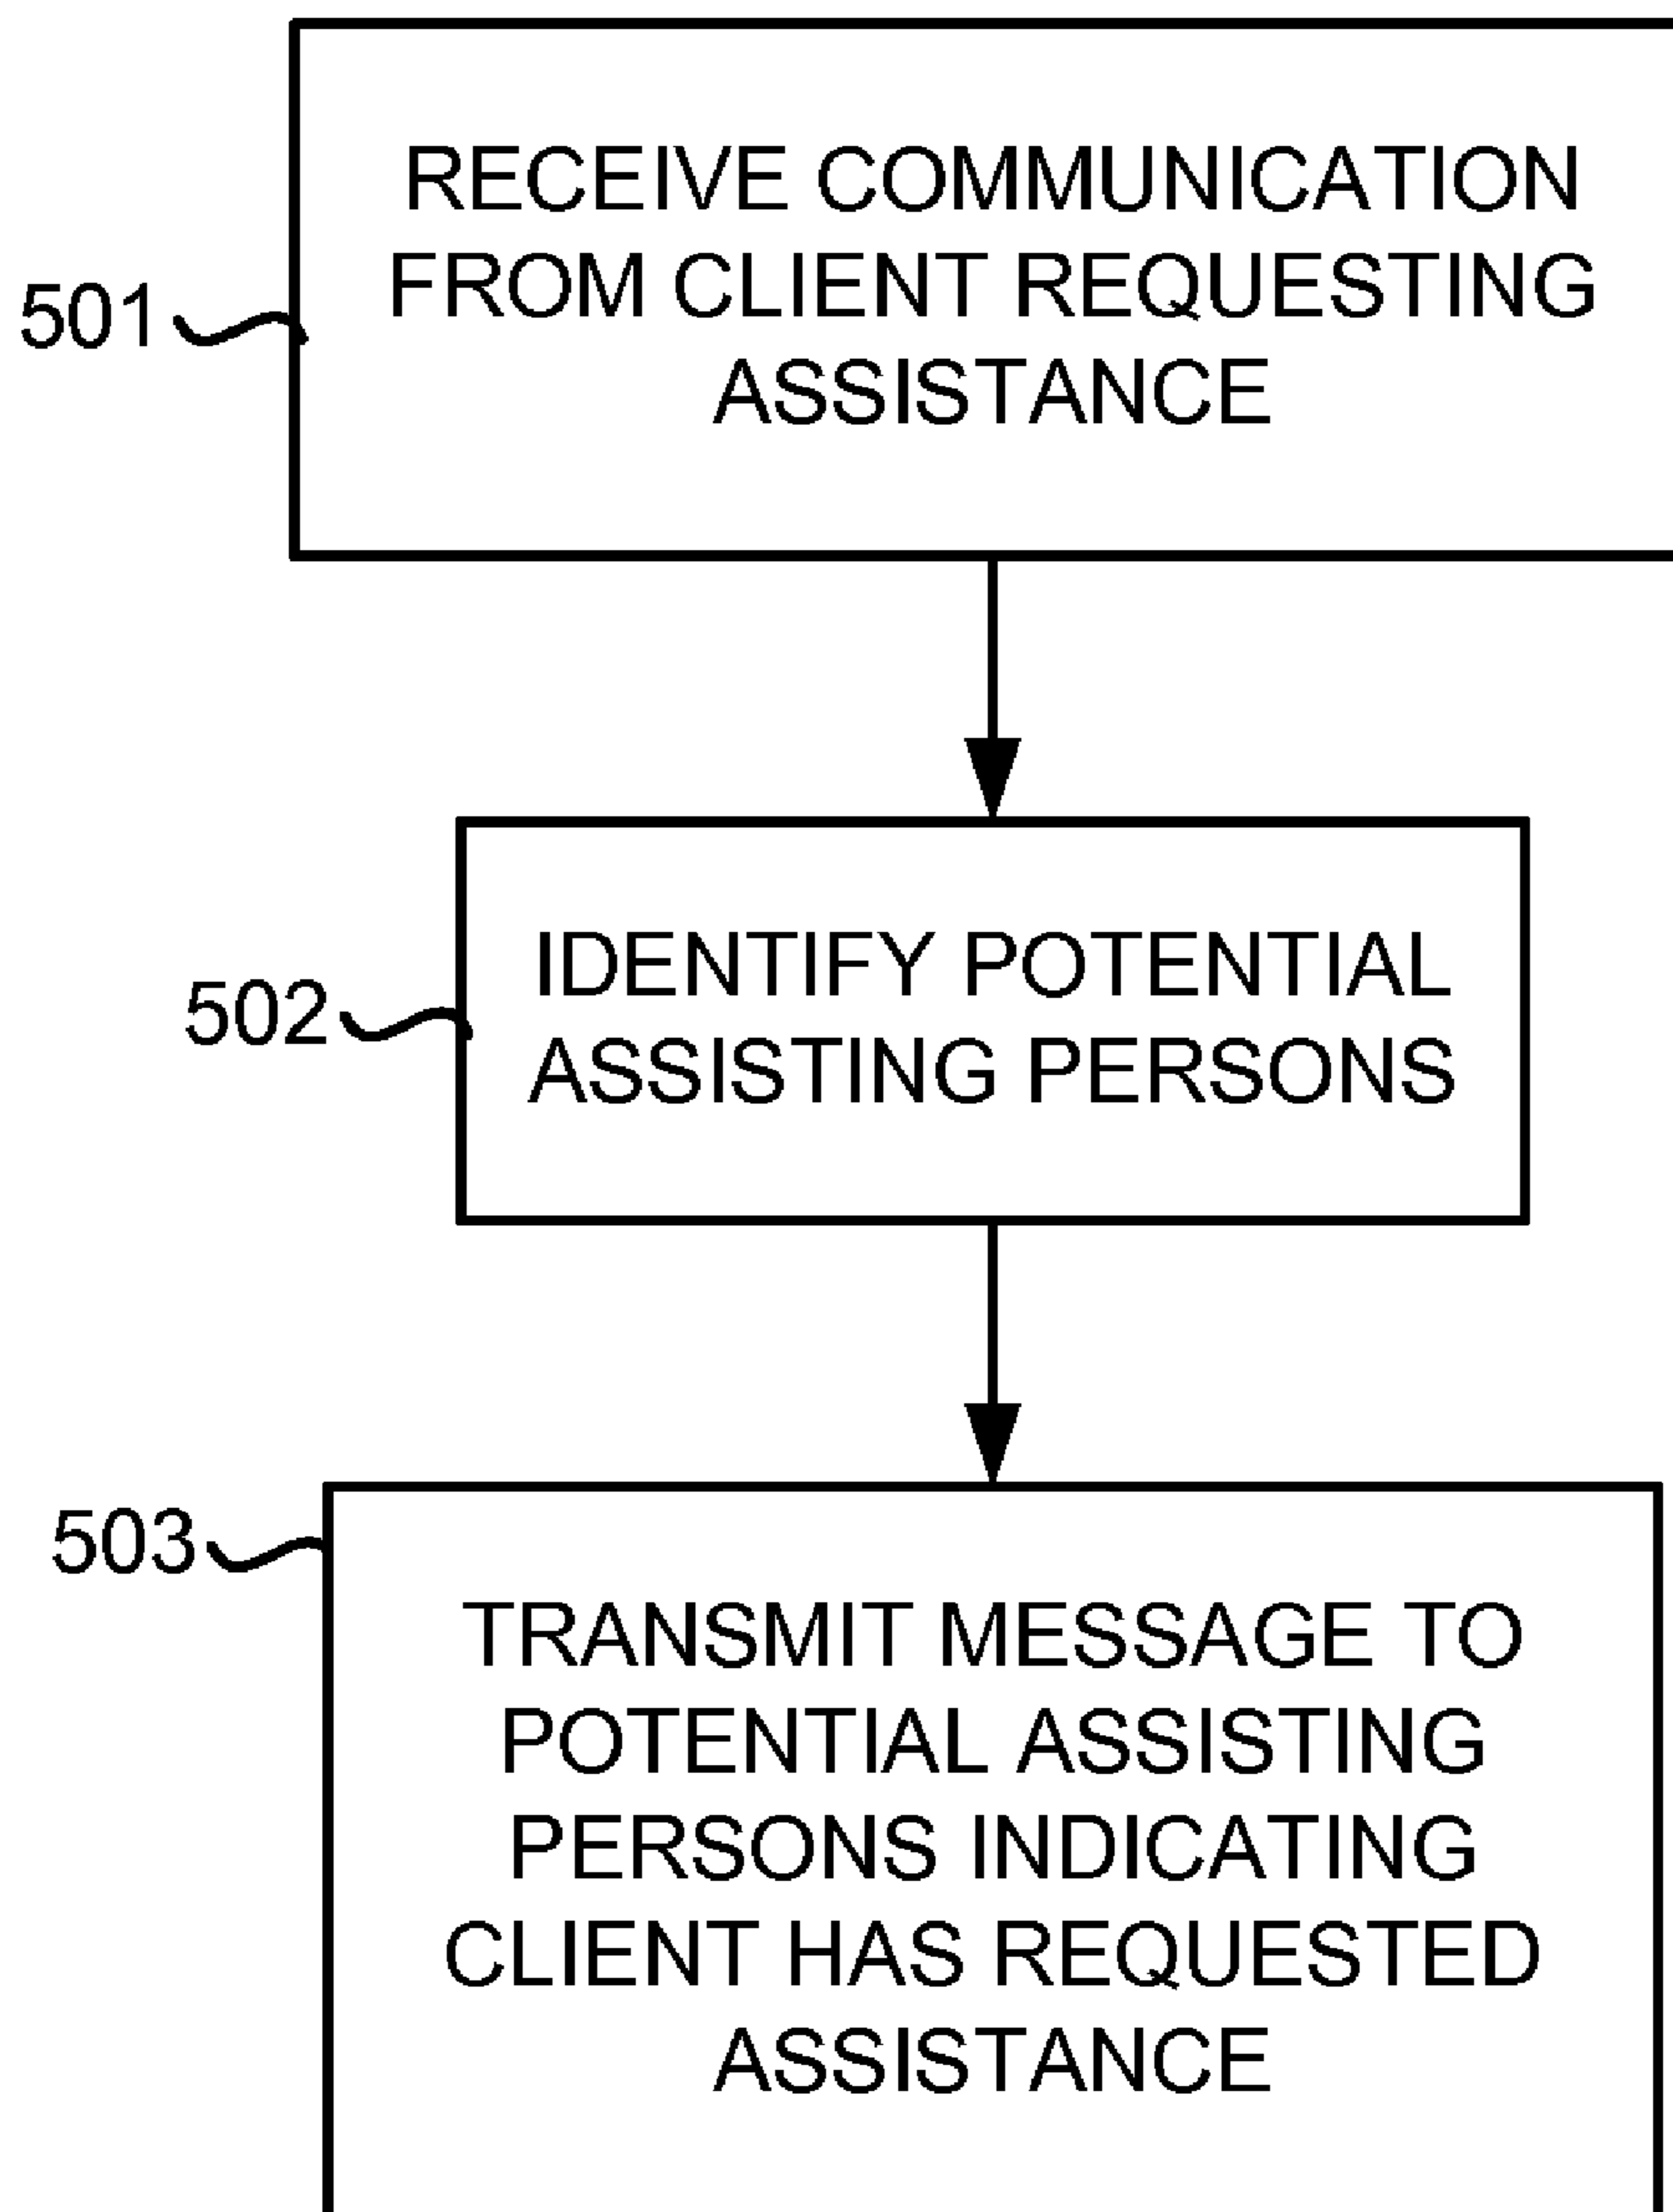 RECEIVE COMMUNICATION
FROM CLIENT REQUESTING
ASSISTANCE
501
IDENTIFY POTENTIAL
ASSISTING PERSONS
502
503
TRANSMIT MESSAGE TO
POTENTIAL ASSISTING
PERSONS INDICATING
CLIENT HAS REQUESTED
ASSISTANCE